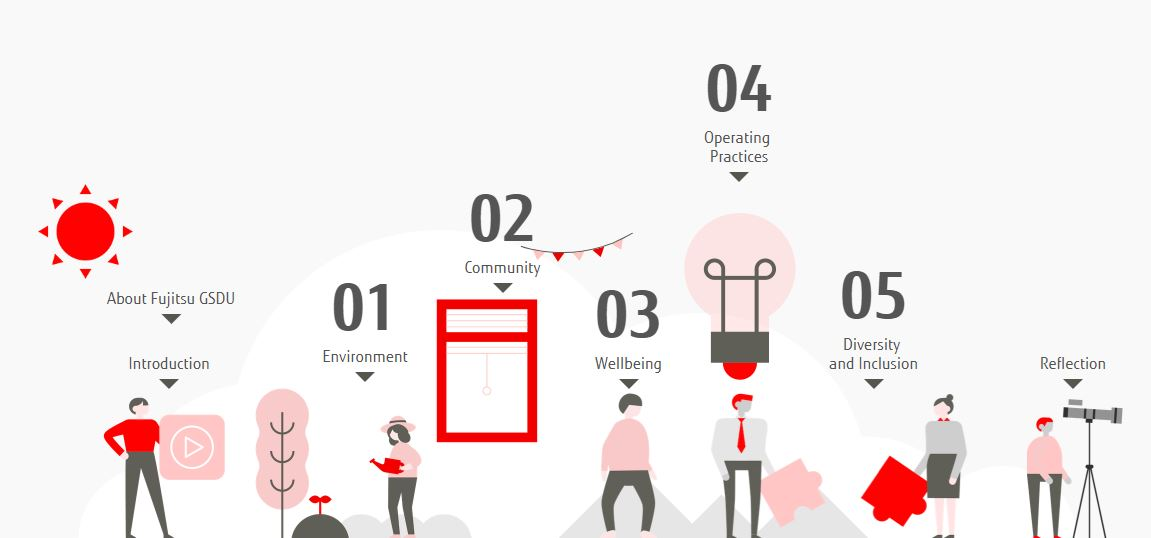 About Fujitsu GSDU
Introduction
01
Environment
02
Community
03
Wellbeing
04
Operating
Practices
05
Diversity
and Inclusion
Reflection